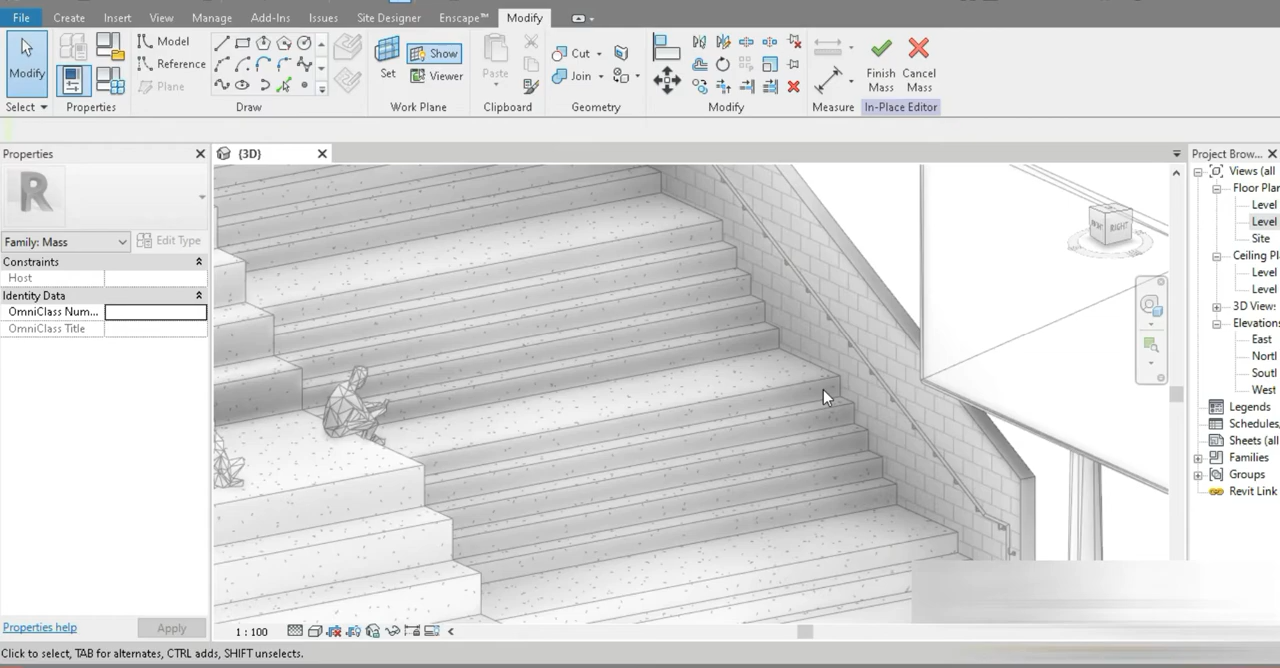 File Create Insert View Manage Add-Ins Issues Site Designer Enscape™ Modify
Modify
Select
Properties
Model
Reference
Plane
Draw
Set
Show
Viewer
Work Plane
Paste
Clipboard
Cut
Join
Geometry
Modify
Measure
Finish
Mass
Cancel
Mass
In-Place Editor
Properties
{3D}
Project Brow...
R
Family: Mass
Edit Type
Constraints
Host
Identity Data
OmniClass Num...
OmniClass Title
RIGHT
Views (all
Floor Plan
Level
Level
Site
Ceiling Pl
Level
Level
3D View:
Elevations
East
Nortl
Soutl
West
Legends
Schedules,
Sheets (all
Families
Groups
Revit Link
Properties help
Apply
1 : 100
Click to select, TAB for alternates, CTRL adds, SHIFT unselects.